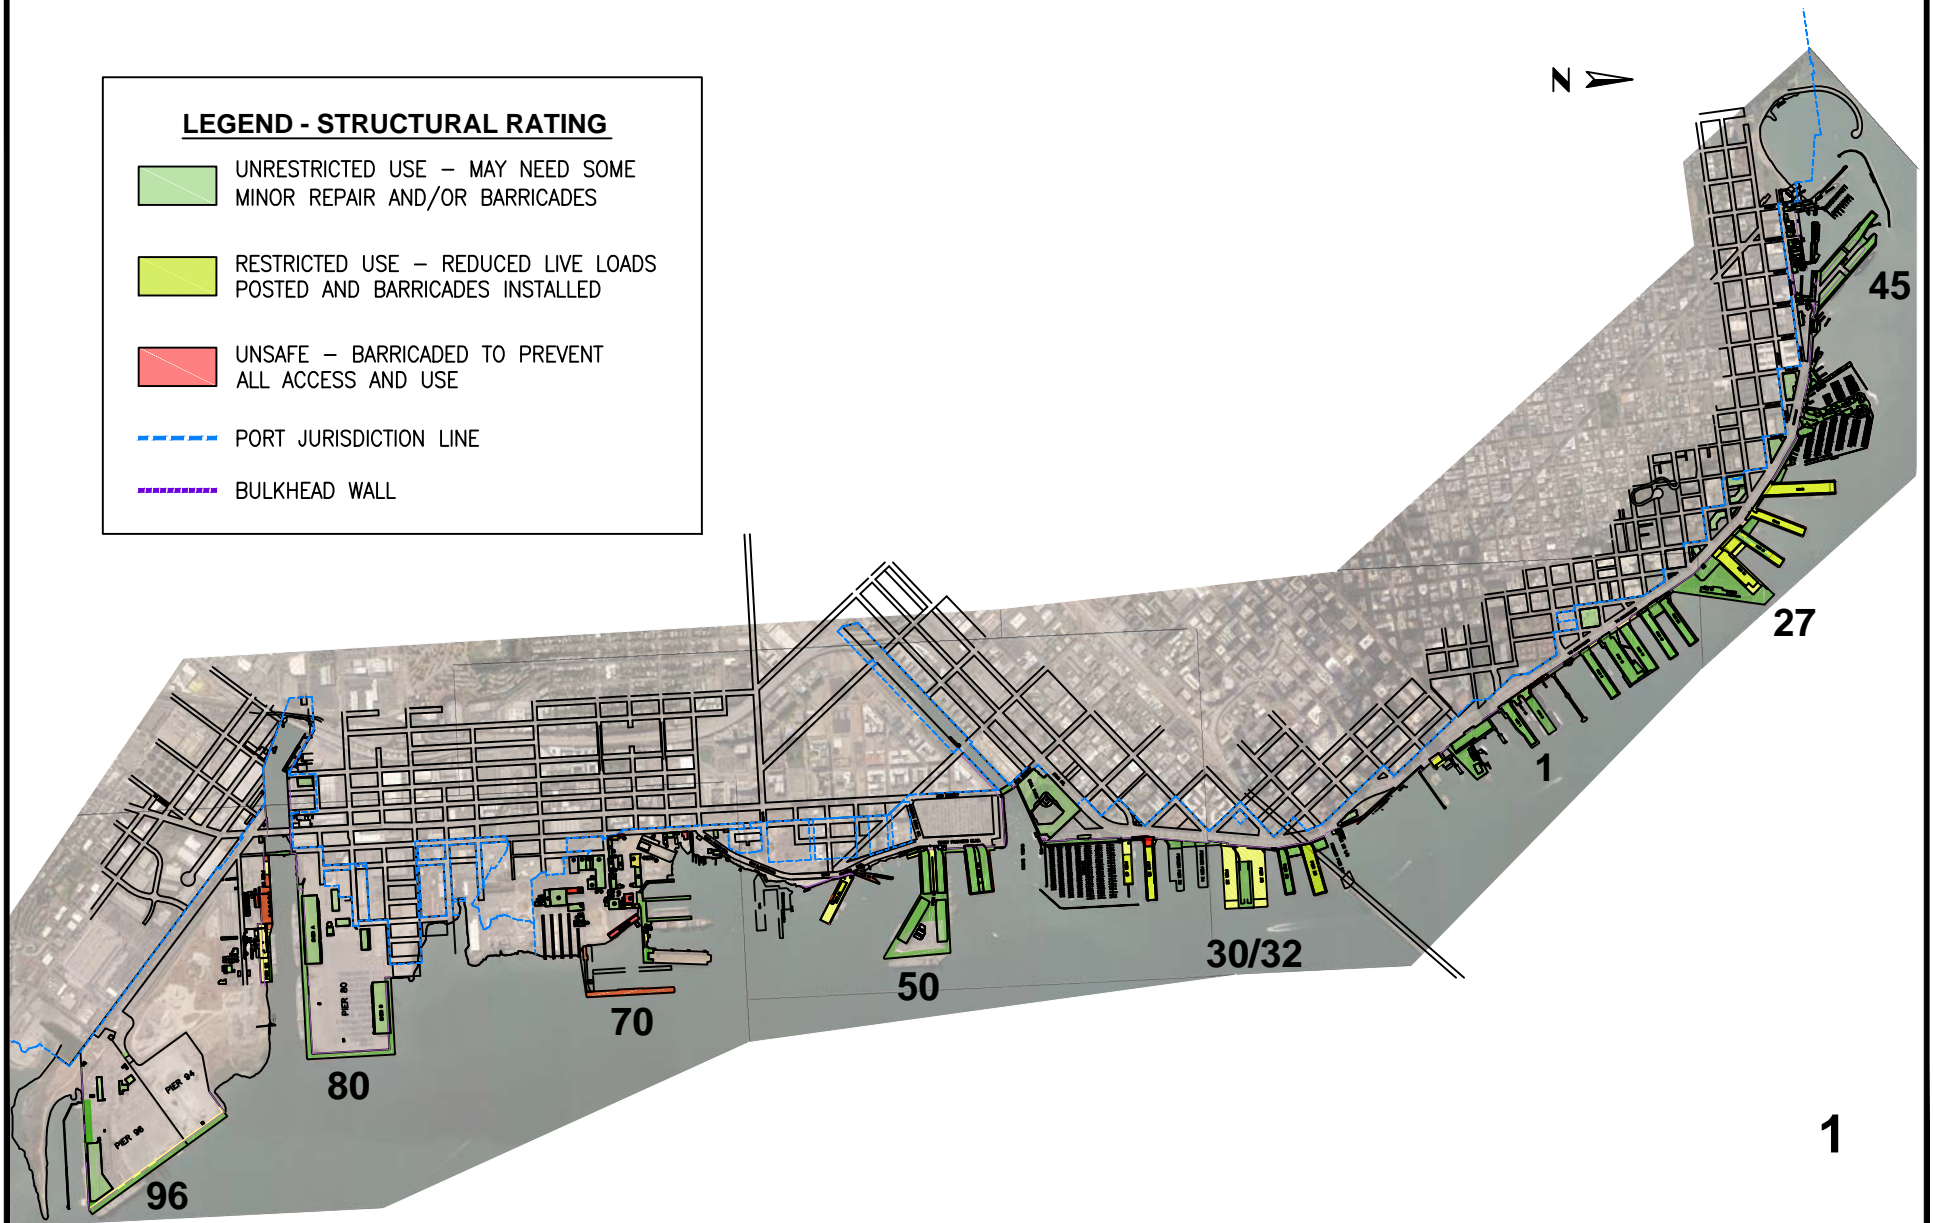 N
LEGEND - STRUCTURAL RATING
UNRESTRICTED USE – MAY NEED SOME
MINOR REPAIR AND/OR BARRICADES
RESTRICTED USE – REDUCED LIVE LOADS
POSTED AND BARRICADES INSTALLED
UNSAFE – BARRICADED TO PREVENT
ALL ACCESS AND USE
PORT JURISDICTION LINE
BULKHEAD WALL
45
27
1
30/32
50
70
PIER 80
80
PIER 94
PIER 96
96
1